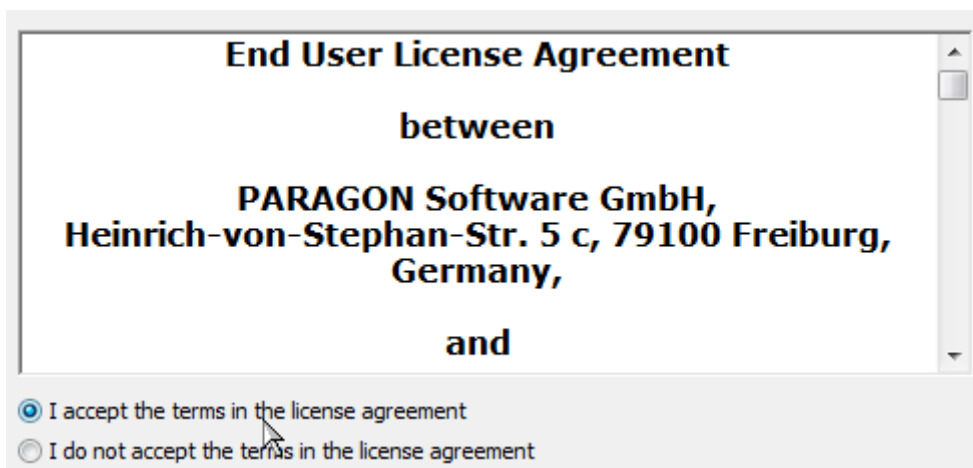 End User License Agreement
between
PARAGON Software GmbH,
Heinrich-von-Stephan-Str. 5 c, 79100 Freiburg,
Germany,
and
I accept the terms in the license agreement
I do not accept the terms in the license agreement